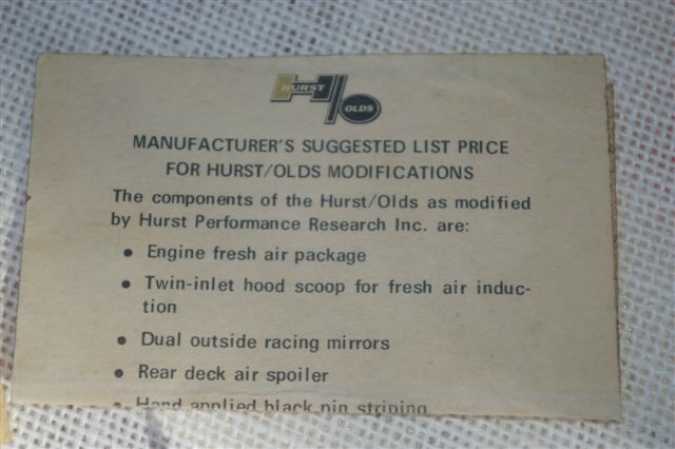 HURST
OLDS
MANUFACTURER'S SUGGESTED LIST PRICE
FOR HURST/OLDS MODIFICATIONS
The components of the Hurst/Olds as modified
by Hurst Performance Research Inc. are:
• Engine fresh air package
• Twin-inlet hood scoop for fresh air induc-
tion
• Dual outside racing mirrors
• Rear deck air spoiler
• Hand applied black pin striping